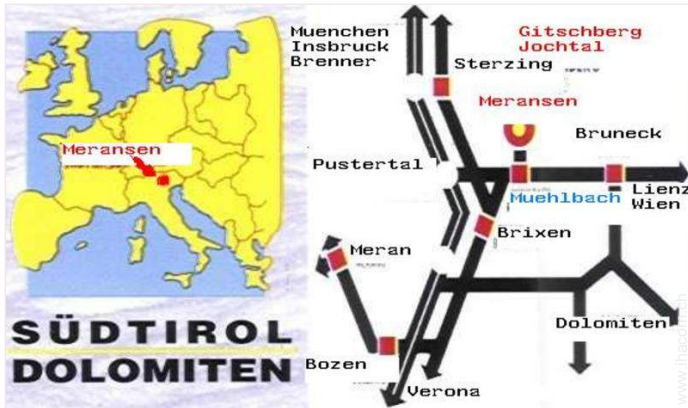 Meransen
SÜDTIROL
DOLOMITEN
Muenchen
Insbruck
Brenner
Sterzing
Gitschberg
Jochtal
Meransen
Bruneck
Pustertal
Muehlbach
Lienz
Wien
Brixen
Meran
Dolomiten
Bozen
Verona